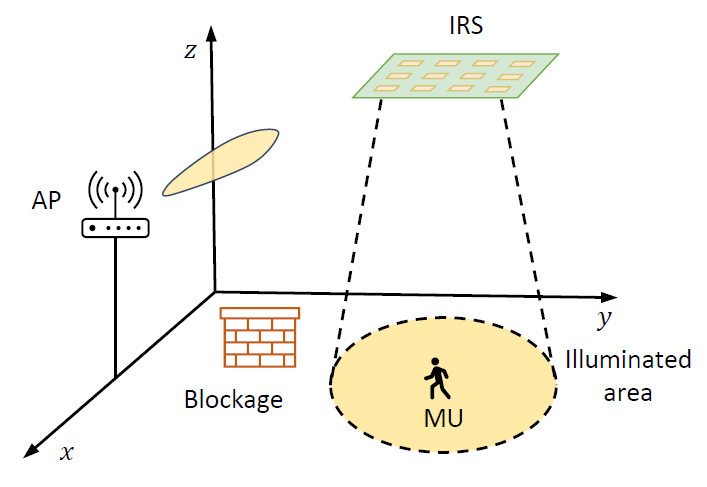 IRS
z
AP
y
Illuminated
area
Blockage
MU
x